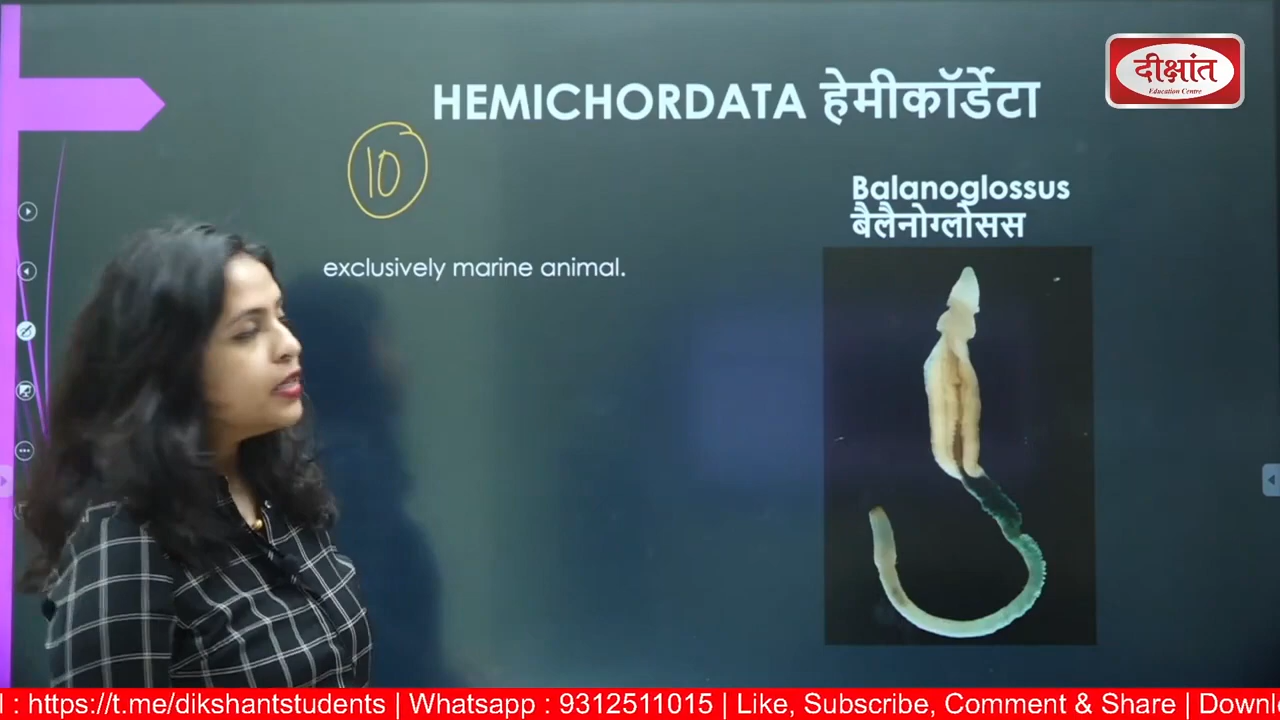 दीक्षांत
Education Centre
HEMICHORDATA हेमीकॉर्डेटा
10
Balanoglossus
बैलैनोग्लोसस
exclusively marine animal.
l : https://t.me/dikshantstudents | Whatsapp : 9312511015 | Like, Subscribe, Comment & Share | Downl